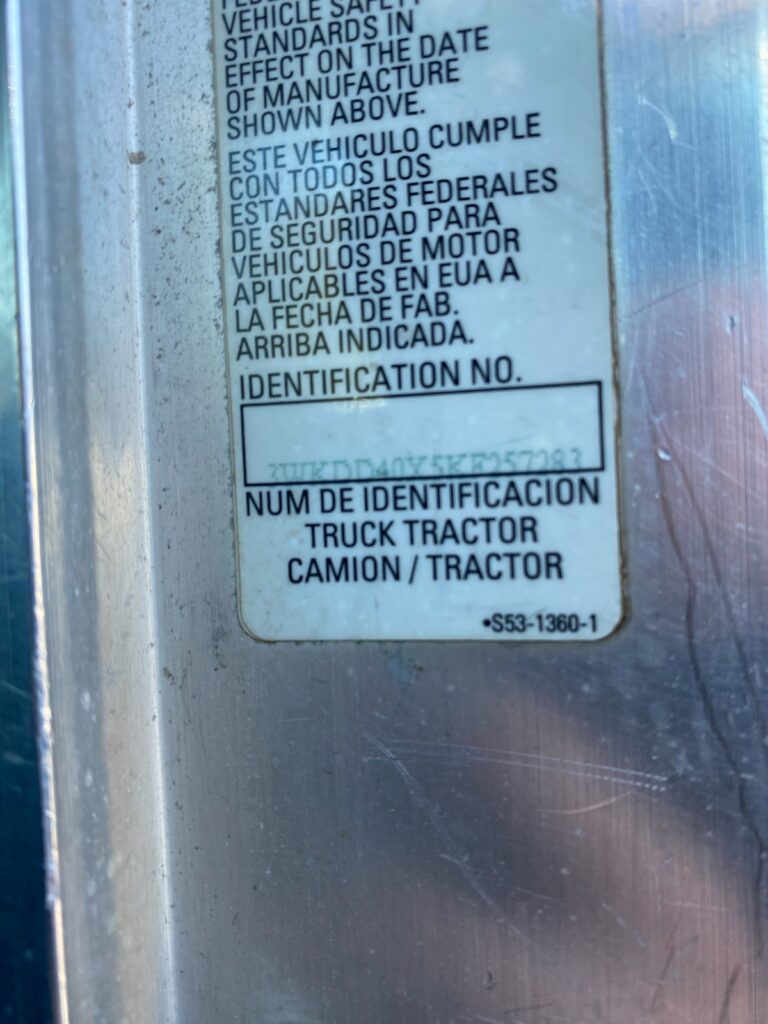 FEDERAL
VEHICLE SAFETY
STANDARDS IN
EFFECT ON THE DATE
OF MANUFACTURE
SHOWN ABOVE.
ESTE VEHICULO CUMPLE
CON TODOS LOS
ESTANDARES FEDERALES
DE SEGURIDAD PARA
VEHICULOS DE MOTOR
APLICABLES EN EUA A
LA FECHA DE FAB.
ARRIBA INDICADA.
IDENTIFICATION NO.
3WKDD40X5KF257283
NUM DE IDENTIFICACION
TRUCK TRACTOR
CAMION / TRACTOR
•S53-1360-1